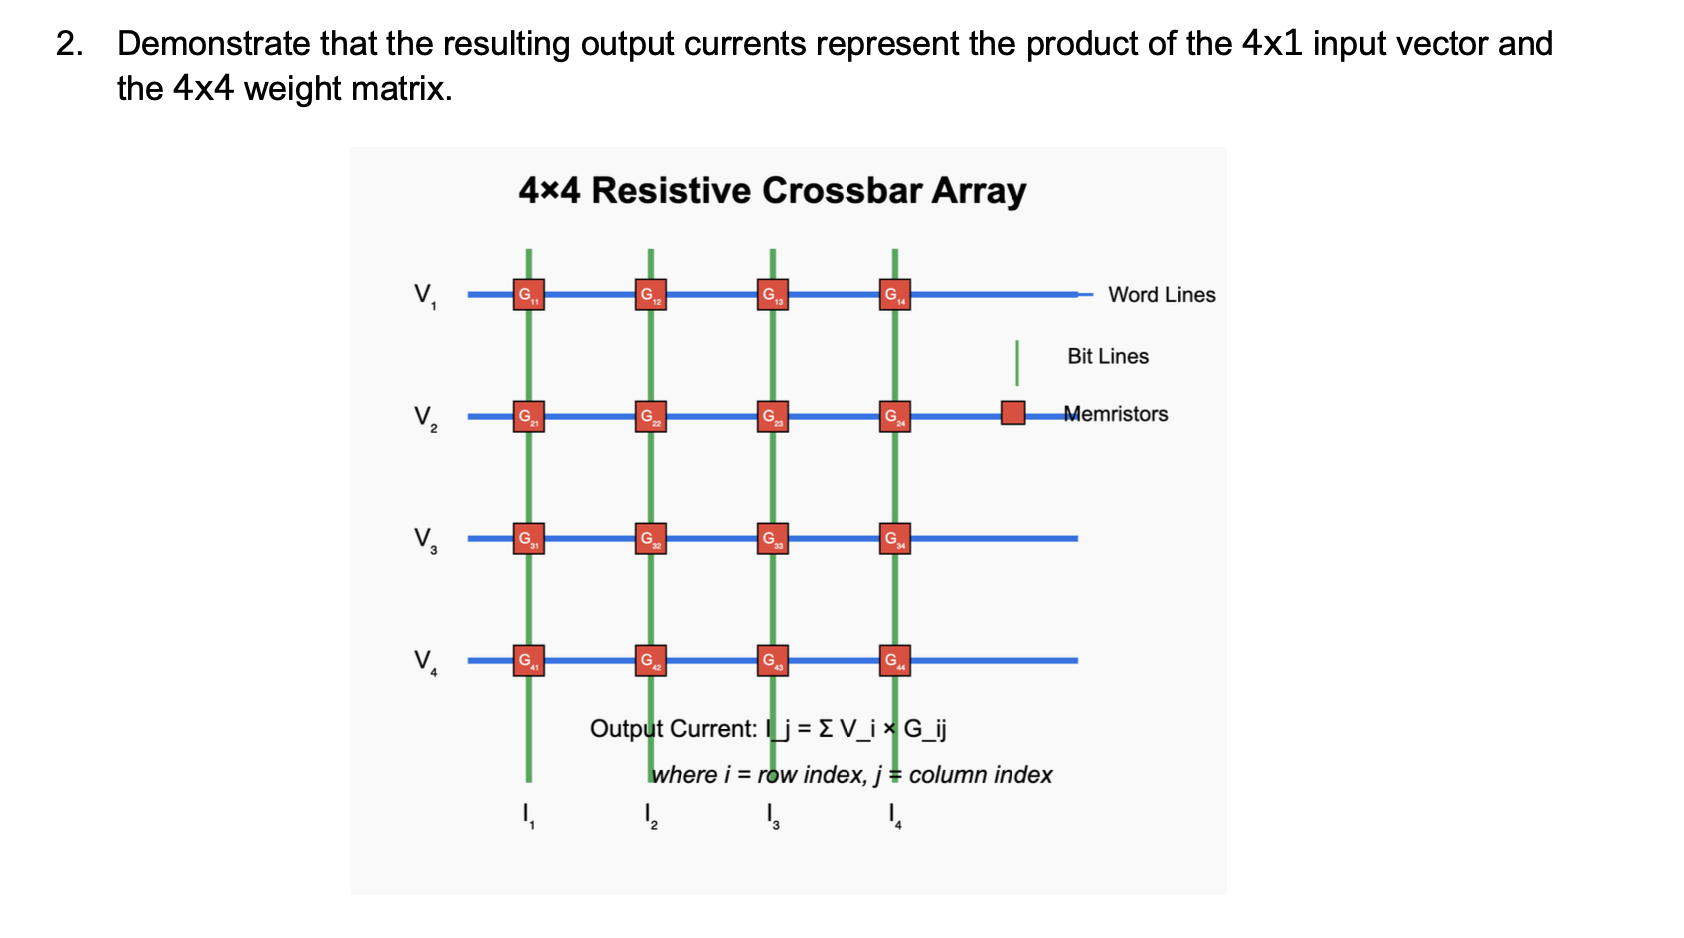 2. Demonstrate that the resulting output currents represent the product of the 4x1 input vector and
the 4x4 weight matrix.
4×4 Resistive Crossbar Array
V₁ G₁₁ G₁₂ G₁₃ G₁₄ Word Lines
Bit Lines
V₂ G₂₁ G₂₂ G₂₃ G₂₄ Memristors
V₃ G₃₁ G₃₂ G₃₃ G₃₄
V₄ G₄₁ G₄₂ G₄₃ G₄₄
Output Current: I_j = Σ V_i × G_ij
where i = row index, j = column index
I₁ I₂ I₃ I₄